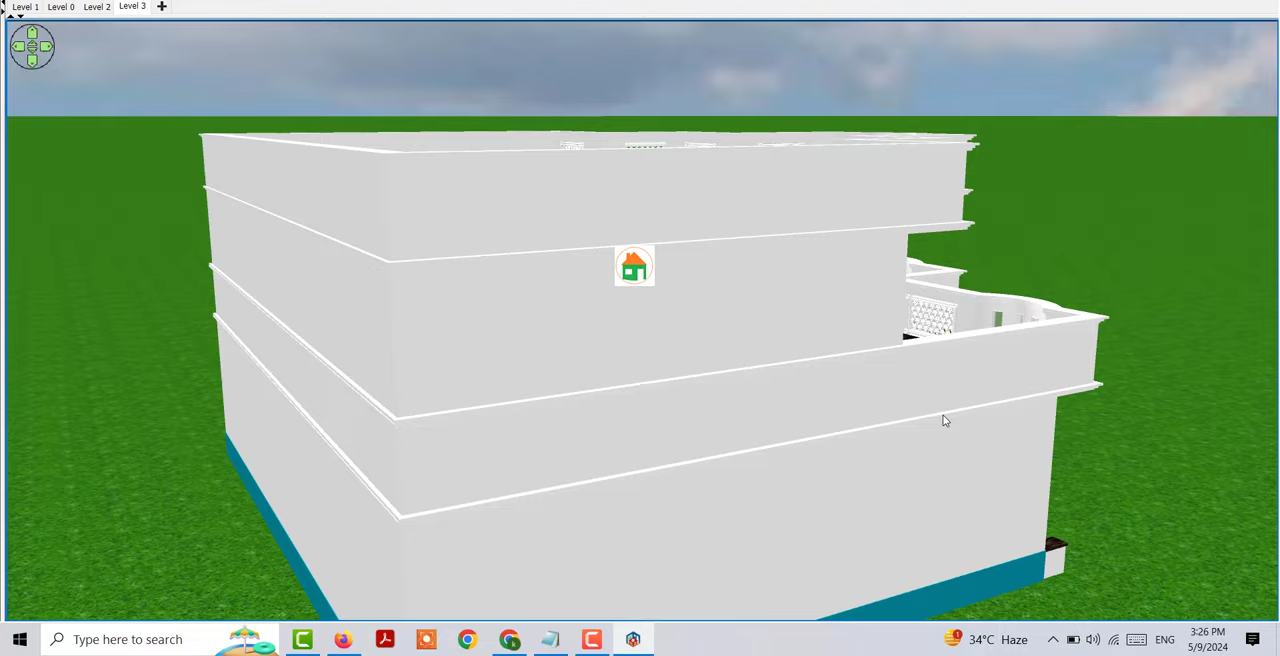 Level 1 Level 0 Level 2 Level 3
Type here to search
1
34°C Haze
ENG
3:26 PM
5/9/2024